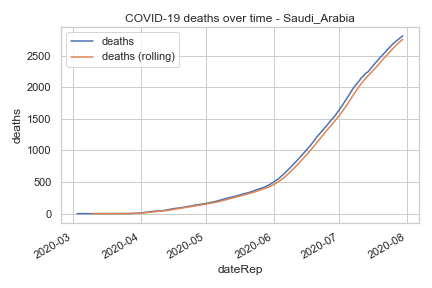 COVID-19 deaths over time - Saudi_Arabia
deaths
deaths (rolling)
deaths
2500
2000
1500
1000
500
0
2020-03
2020-04
2020-05
2020-06
2020-07
2020-08
dateRep